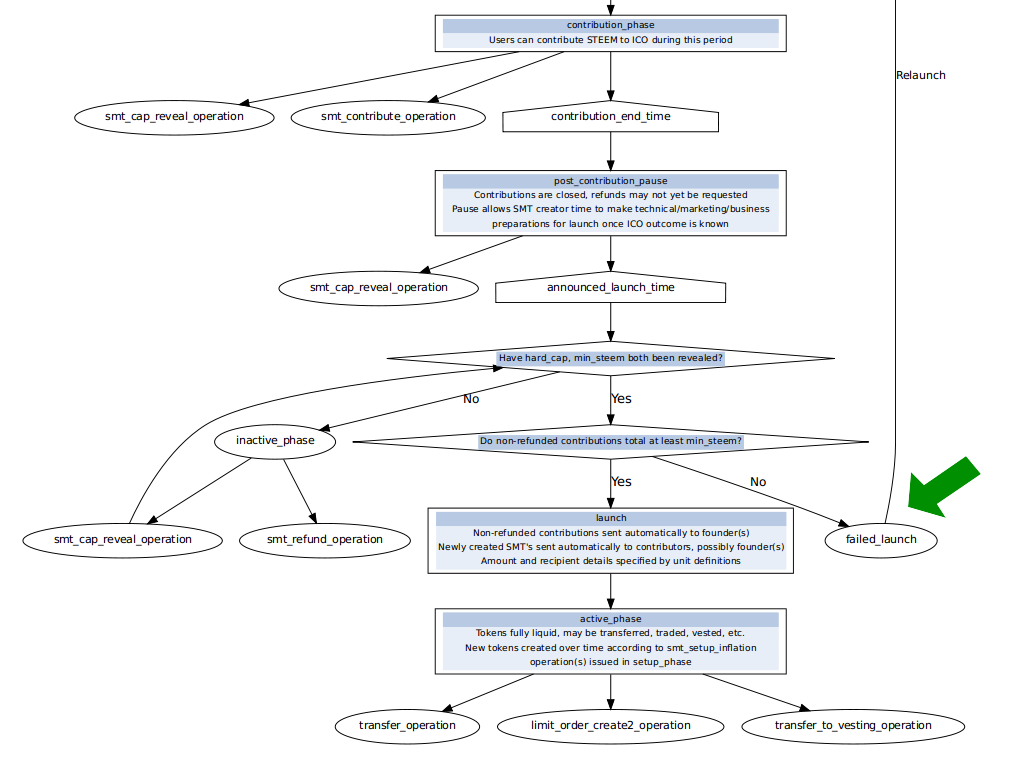 contribution_phase
Users can contribute STEEM to ICO during this period
Relaunch
smt_cap_reveal_operation
smt_contribute_operation
contribution_end_time
post_contribution_pause
Contributions are closed, refunds may not yet be requested
Pause allows SMT creator time to make technical/marketing/business
preparations for launch once ICO outcome is known
smt_cap_reveal_operation
announced_launch_time
Have hard_cap, min_steem both been revealed?
No
Yes
inactive_phase
Do non-refunded contributions total at least min_steem?
Yes
No
launch
Non-refunded contributions sent automatically to founder(s)
Newly created SMT's sent automatically to contributors, possibly founder(s)
Amount and recipient details specified by unit definitions
smt_cap_reveal_operation
smt_refund_operation
failed_launch
active_phase
Tokens fully liquid, may be transferred, traded, vested, etc.
New tokens created over time according to smt_setup_inflation
operation(s) issued in setup_phase
transfer_operation
limit_order_create2_operation
transfer_to_vesting_operation